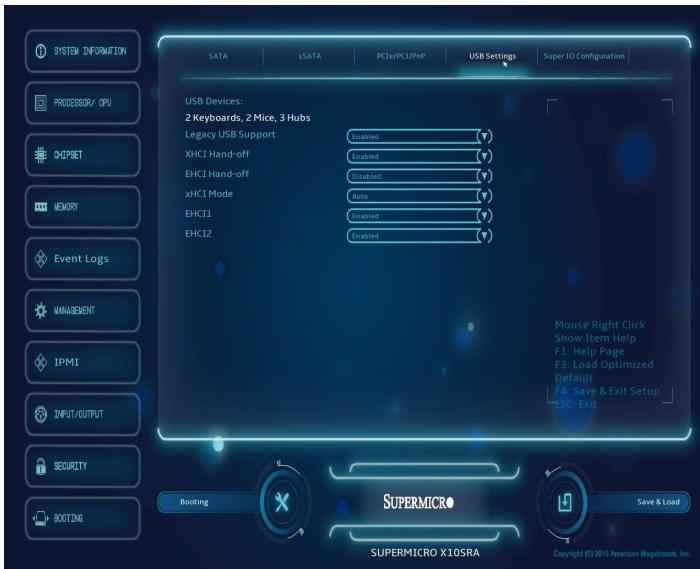 SYSTEM INFORMATION
PROCESSOR/ CPU
CHIPSET
MEMORY
Event Logs
MANAGEMENT
IPMI
INPUT/OUTPUT
SECURITY
BOOTING
SATA
sSATA
PCIe/PCI/PnP
USB Settings
Super IO Configuration
USB Devices:
2 Keyboards, 2 Mice, 3 Hubs
Legacy USB Support Enabled
XHCI Hand-off Enabled
EHCI Hand-off Disabled
xHCI Mode Auto
EHCI1 Enabled
EHCI2 Enabled
Mouse Right Click
Show Item Help
F1: Help Page
F3: Load Optimized
Default
F4: Save & Exit Setup
ESC: Exit
Booting
SUPERMICRO
Save & Load
SUPERMICRO X10SRA
Copyright (C) 2015 American Megatrends, Inc.